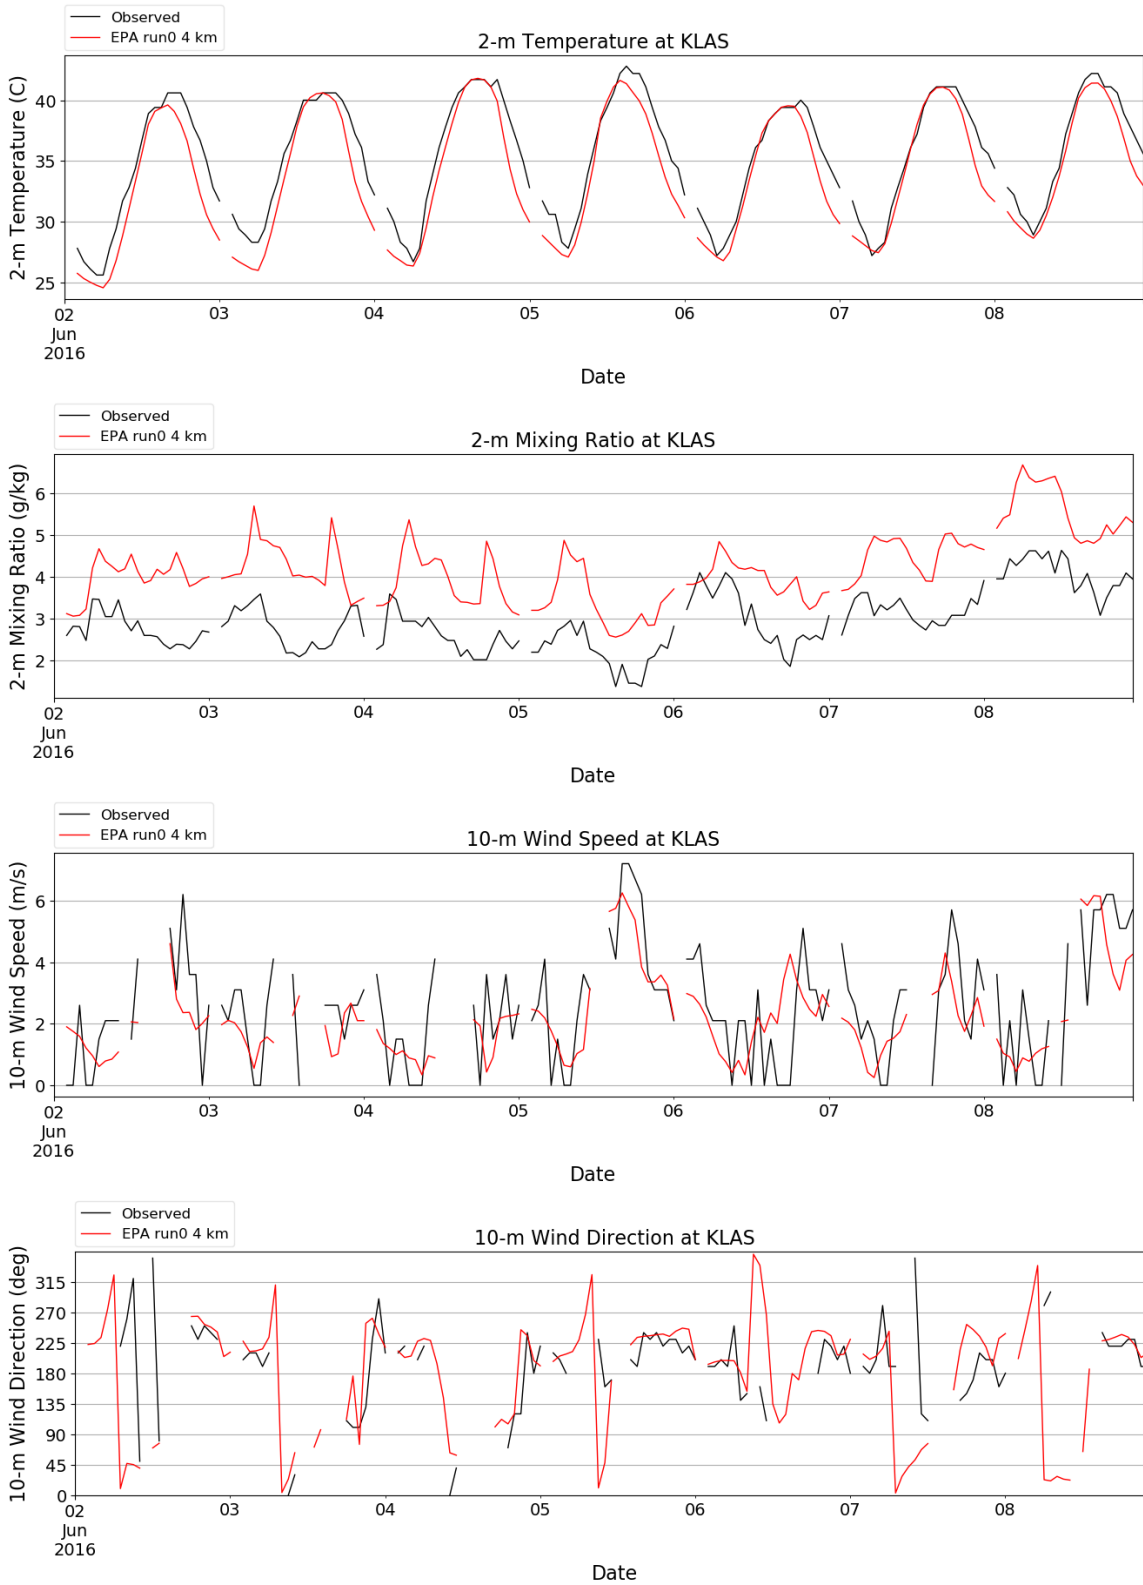 Observed
EPA run0 4 km
2-m Temperature at KLAS
2-m Temperature (C)
40
35
30
25
02 03 04 05 06 07 08
Jun
2016
Date
Observed
EPA run0 4 km
2-m Mixing Ratio at KLAS
2-m Mixing Ratio (g/kg)
6
5
4
3
2
02 03 04 05 06 07 08
Jun
2016
Date
Observed
EPA run0 4 km
10-m Wind Speed at KLAS
10-m Wind Speed (m/s)
6
4
2
0
02 03 04 05 06 07 08
Jun
2016
Date
Observed
EPA run0 4 km
10-m Wind Direction at KLAS
10-m Wind Direction (deg)
315
270
225
180
135
90
45
0
02 03 04 05 06 07 08
Jun
2016
Date